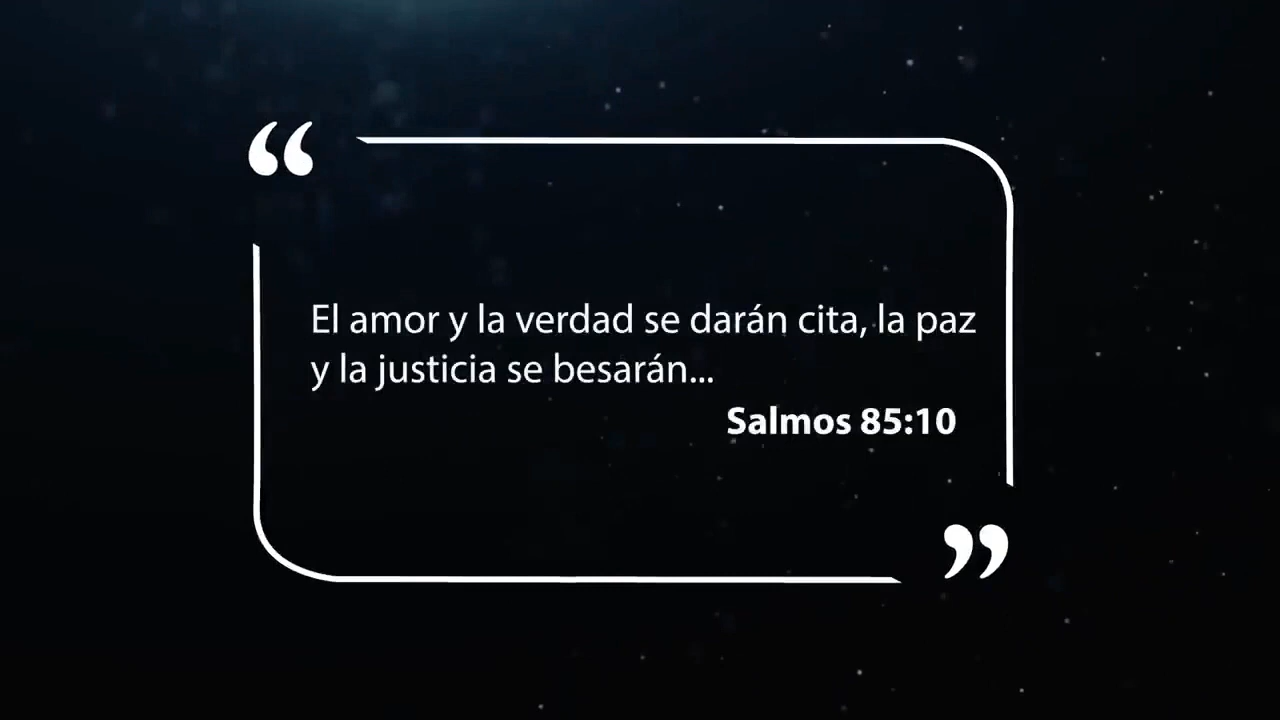 “
El amor y la verdad se darán cita, la paz
y la justicia se besarán...
Salmos 85:10
”